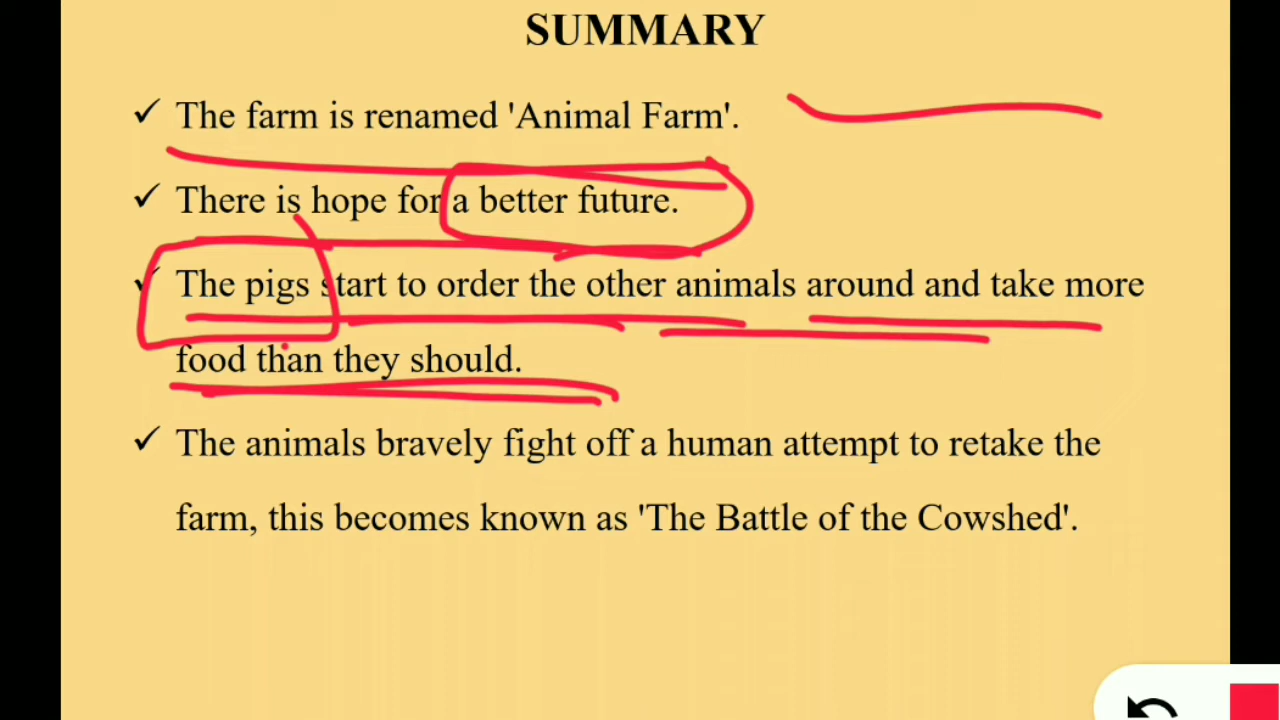 SUMMARY
✓ The farm is renamed 'Animal Farm'.
✓ There is hope for a better future.
✓ The pigs start to order the other animals around and take more
food than they should.
✓ The animals bravely fight off a human attempt to retake the
farm, this becomes known as 'The Battle of the Cowshed'.